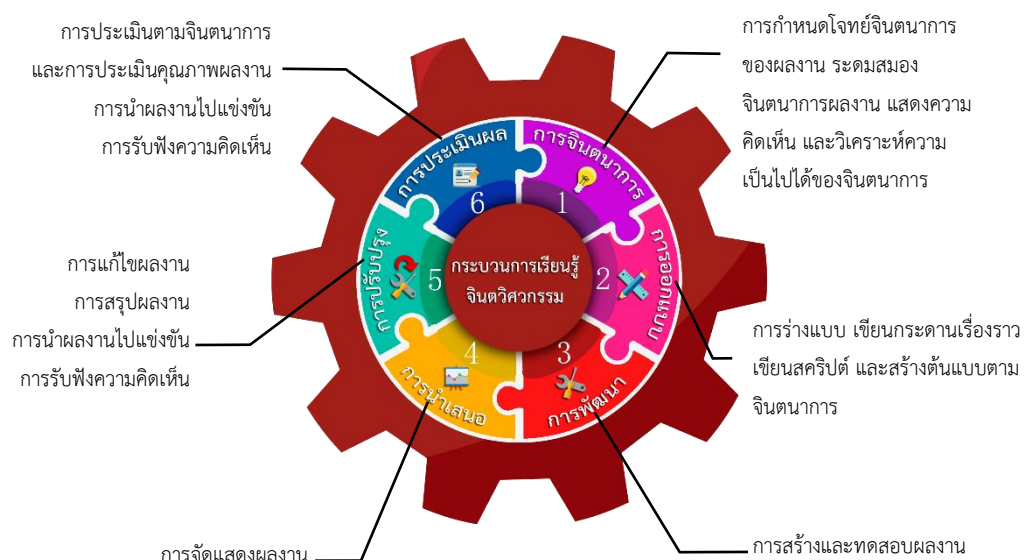 การประเมินตามจินตนาการ
และการประเมินคุณภาพผลงาน
การนำผลงานไปแข่งขัน
การรับฟังความคิดเห็น
การกำหนดโจทย์จินตนาการ
ของผลงาน ระดมสมอง
จินตนาการผลงาน แสดงความ
คิดเห็น และวิเคราะห์ความ
เป็นไปได้ของจินตนาการ
การประเมินผล
6
การจินตนาการ
1
การปรับปรุง
5
กระบวนการเรียนรู้
จินตวิศวกรรม
2
การออกแบบ
4
การนำเสนอ
3
การพัฒนา
การแก้ไขผลงาน
การสรุปผลงาน
การนำผลงานไปแข่งขัน
การรับฟังความคิดเห็น
การร่างแบบ เขียนกระดานเรื่องราว
เขียนสคริปต์ และสร้างต้นแบบตาม
จินตนาการ
การจัดแสดงผลงาน
การสร้างและทดสอบผลงาน